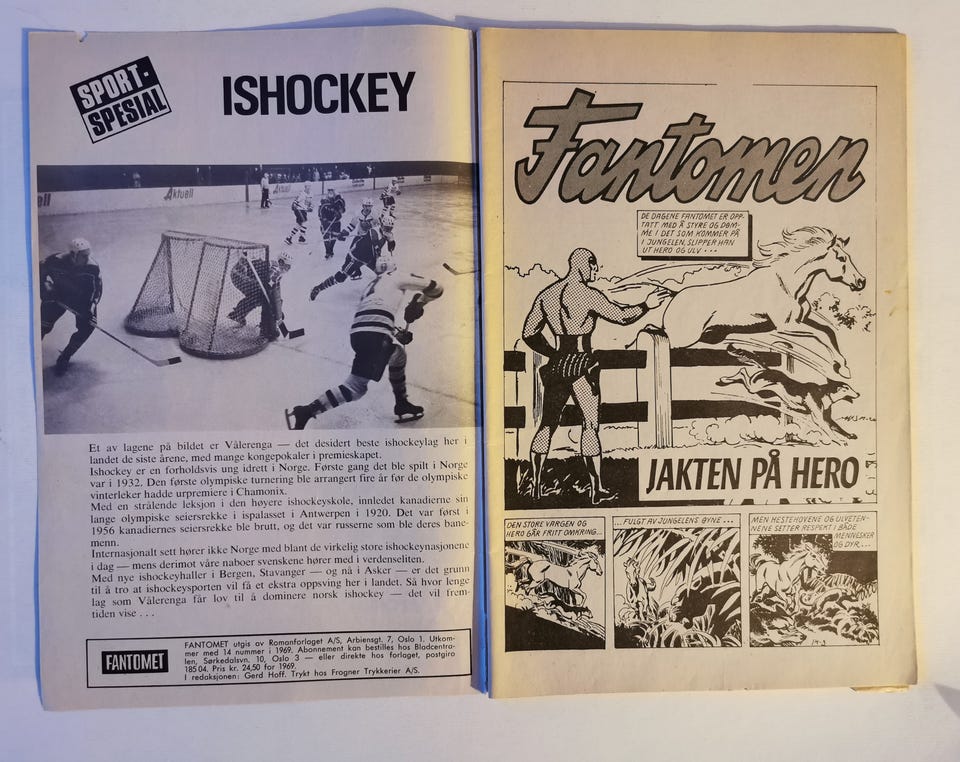 SPORT-
SPESIAL
ISHOCKEY
Aktuell
Aktuell
Et av lagene på bildet er Vålerenga — det desidert beste ishockeylag her i
landet de siste årene, med mange kongepokaler i premieskapet.
Ishockey er en forholdsvis ung idrett i Norge. Første gang det ble spilt i Norge
var i 1932. Den første olympiske turnering ble arrangert fire år før de olympiske
vinterleker hadde urpremiere i Chamonix.
Med en strålende leksjon i den høyere ishockeyskole, innledet kanadierne sin
lange olympiske seiersrekke i ispalasset i Antwerpen i 1920. Det var først i
1956 kanadiernes seiersrekke ble brutt, og det var russerne som ble deres bane-
menn.
Internasjonalt sett hører ikke Norge med blant de virkelig store ishockeynasjonene
i dag — mens derimot våre naboer svenskene hører med i verdenseliten.
Med nye ishockeyhaller i Bergen, Stavanger — og nå i Asker — er det grunn
til å tro at ishockeysporten vil få et ekstra oppsving her i landet. Så hvor lenge
lag som Vålerenga får lov til å dominere norsk ishockey — det vil frem-
tiden vise . . .
FANTOMET
FANTOMET utgis av Romanforlaget A/S, Arbiensgt. 7, Oslo 1. Utkom-
mer med 14 nummer i 1969. Abonnement kan bestilles hos Bladcentra-
len, Sørkedalsvn. 10, Oslo 3 — eller direkte hos forlaget, postgiro
185 04. Pris kr. 24,50 for 1969.
I redaksjonen: Gerd Hoff. Trykt hos Frogner Trykkerier A/S.
Fantomen
DE DAGENE FANTOMET ER OPP-
TATT MED Å STYRE OG DØM-
ME I DET SOM KOMMER PÅ
I JUNGELEN, SLIPPER HAN
UT HERO OG ULV ...
JAKTEN PÅ HERO
DEN STORE VARGEN OG
HERO GÅR FRITT OMKRING...
...FULGT AV JUNGELENS ØYNE ...
MEN HESTEHOVENE OG ULVETEN-
NENE SETTER RESPEKT I BÅDE
MENNESKER
OG DYR...